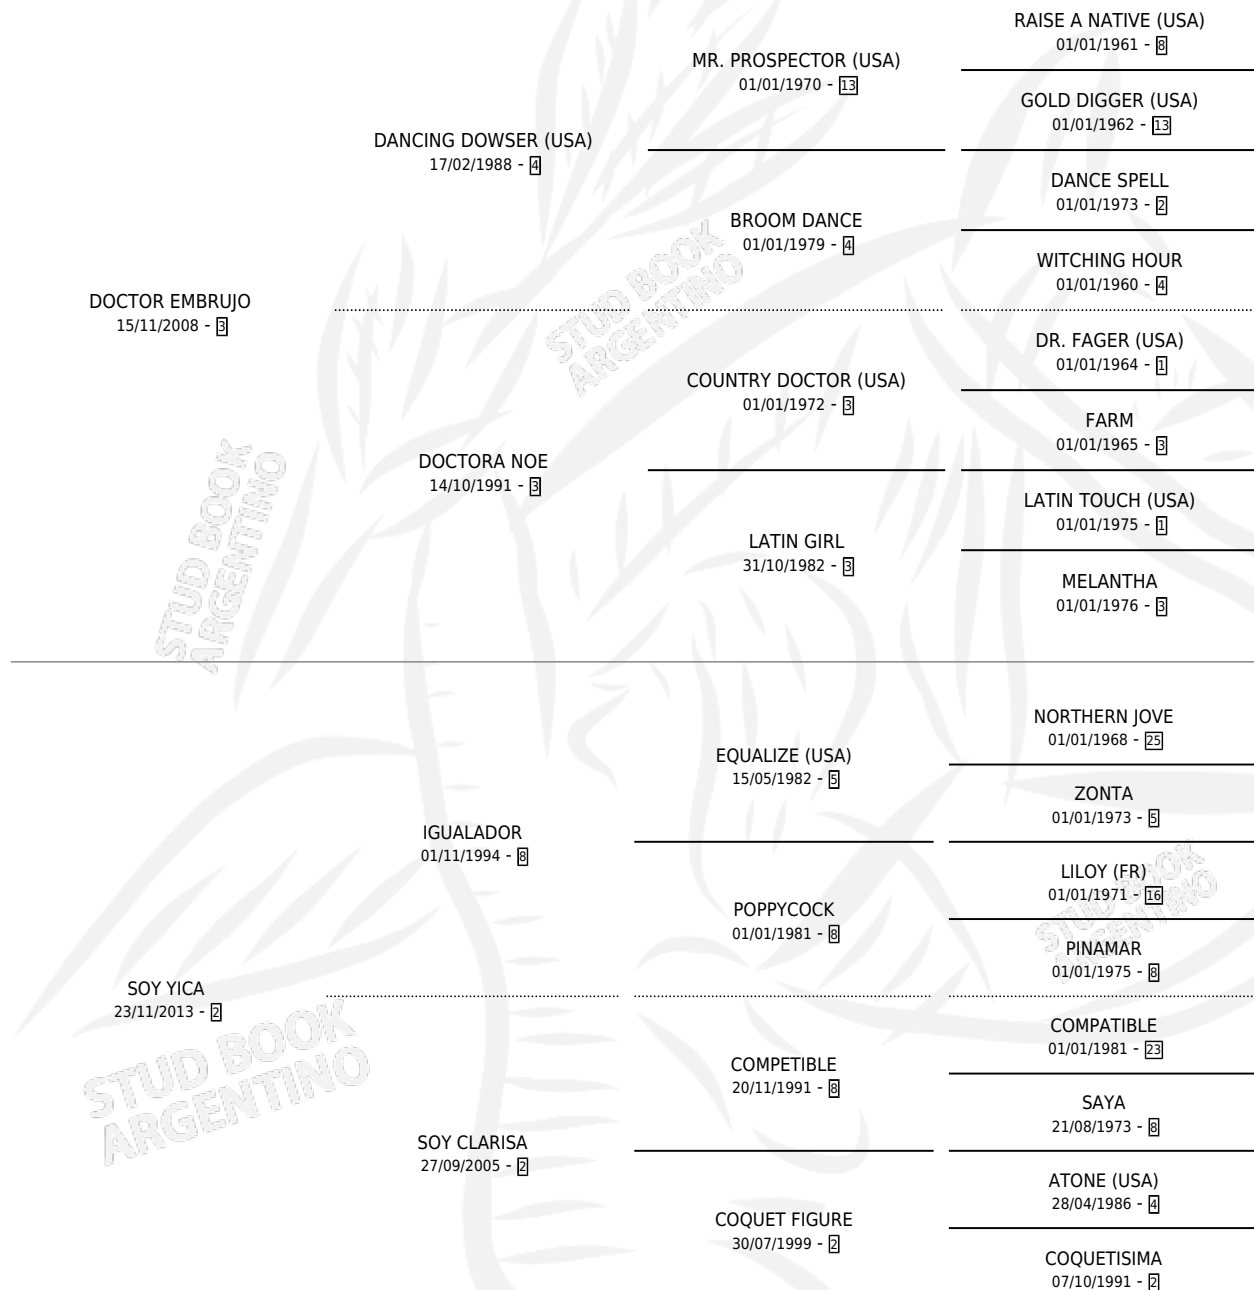 RAISE A NATIVE (USA)
01/01/1961 - 8
MR. PROSPECTOR (USA)
01/01/1970 - 13
GOLD DIGGER (USA)
01/01/1962 - 13
DANCING DOWSER (USA)
17/02/1988 - 4
DANCE SPELL
01/01/1973 - 2
BROOM DANCE
01/01/1979 - 4
WITCHING HOUR
01/01/1960 - 4
DOCTOR EMBRUJO
15/11/2008 - 3
DR. FAGER (USA)
01/01/1964 - 1
COUNTRY DOCTOR (USA)
01/01/1972 - 3
FARM
01/01/1965 - 3
DOCTORA NOE
14/10/1991 - 3
LATIN TOUCH (USA)
01/01/1975 - 1
LATIN GIRL
31/10/1982 - 3
MELANTHA
01/01/1976 - 3
STUD BOOK
ARGENTINO
STUD BOOK
ARGENTINO
NORTHERN JOVE
01/01/1968 - 25
EQUALIZE (USA)
15/05/1982 - 5
ZONTA
01/01/1973 - 5
IGUALADOR
01/11/1994 - 8
LILOY (FR)
01/01/1971 - 16
POPPYCOCK
01/01/1981 - 8
PINAMAR
01/01/1975 - 8
SOY YICA
23/11/2013 - 2
COMPATIBLE
01/01/1981 - 23
COMPETIBLE
20/11/1991 - 8
SAYA
21/08/1973 - 8
SOY CLARISA
27/09/2005 - 2
ATONE (USA)
28/04/1986 - 4
COQUET FIGURE
30/07/1999 - 2
COQUETISIMA
07/10/1991 - 2
STUD BOOK
ARGENTINO
STUD BOOK
ARGENTINO